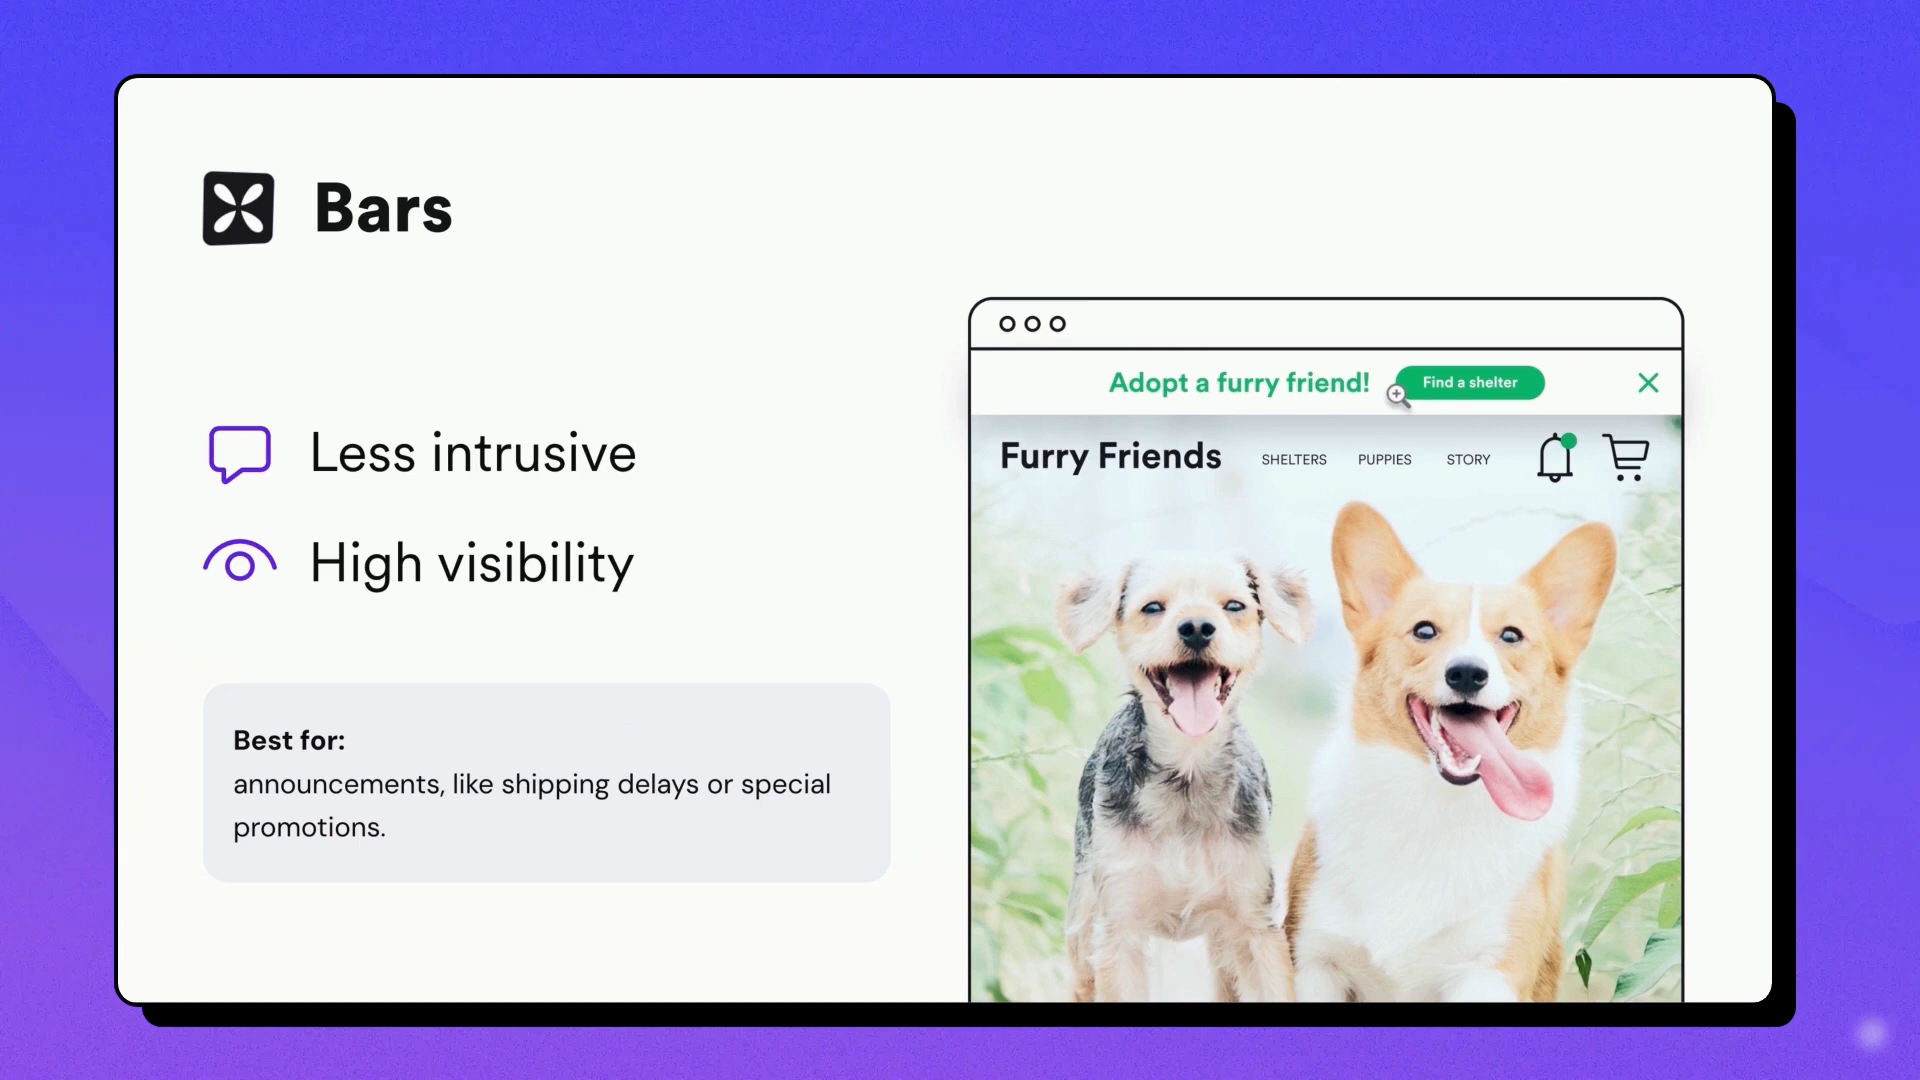 Bars
Less intrusive
High visibility
Best for:
announcements, like shipping delays or special
promotions.
Adopt a furry friend!
Find a shelter
Furry Friends
SHELTERS
PUPPIES
STORY